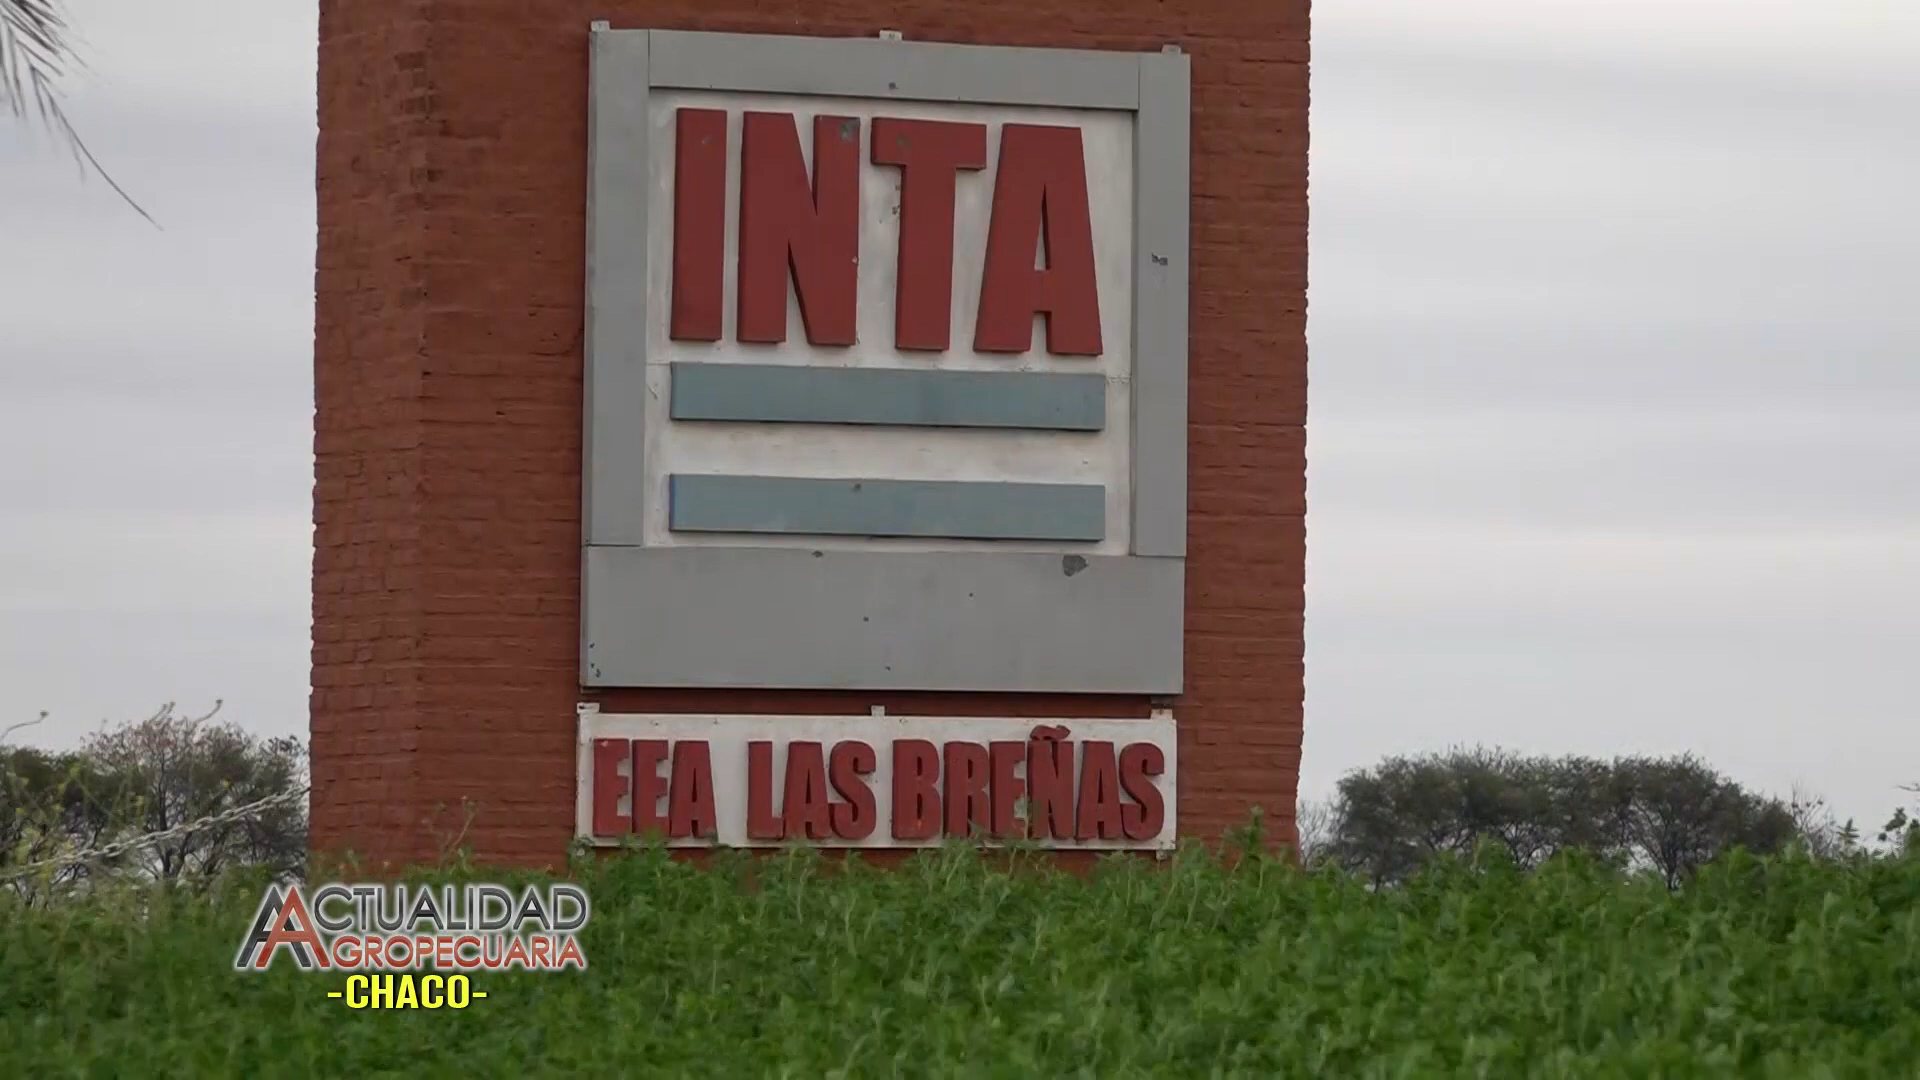 INTA
EEA LAS BREÑAS
ACTUALIDAD
AGROPECUARIA
-CHACO-